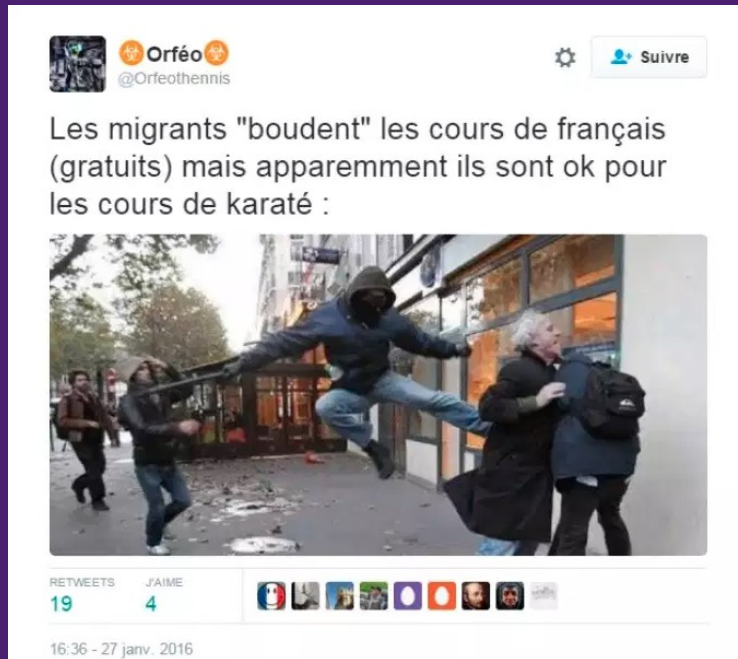 Orféo
@Orfeothennis
Suivre
Les migrants "boudent" les cours de français
(gratuits) mais apparemment ils sont ok pour
les cours de karaté :
RETWEETS
J'AIME
19
4
16:36 - 27 janv. 2016